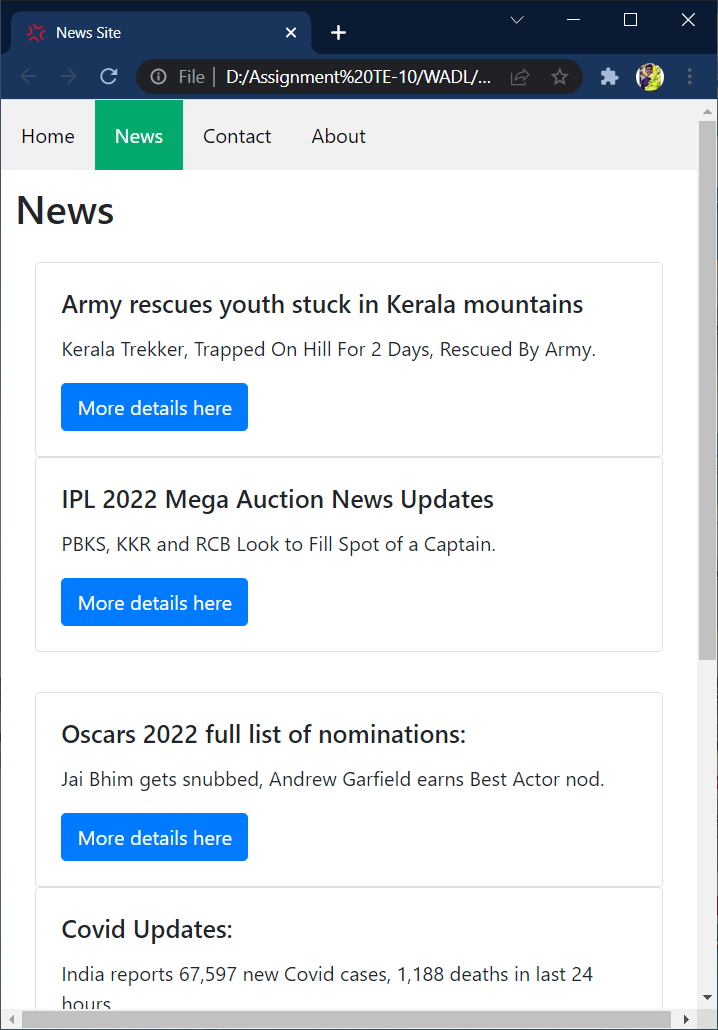 News Site
File | D:/Assignment%20TE-10/WADL/...
Home News Contact About
News
Army rescues youth stuck in Kerala mountains
Kerala Trekker, Trapped On Hill For 2 Days, Rescued By Army.
More details here
IPL 2022 Mega Auction News Updates
PBKS, KKR and RCB Look to Fill Spot of a Captain.
More details here
Oscars 2022 full list of nominations:
Jai Bhim gets snubbed, Andrew Garfield earns Best Actor nod.
More details here
Covid Updates:
India reports 67,597 new Covid cases, 1,188 deaths in last 24
hours